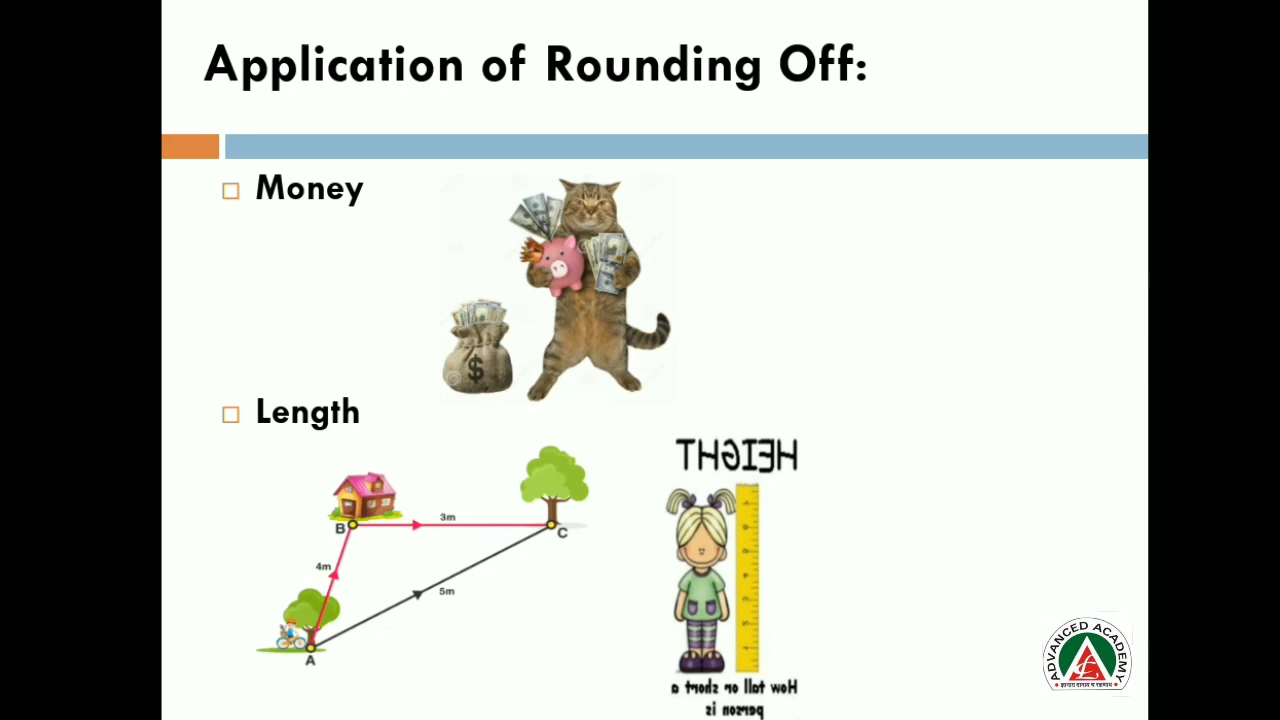 Application of Rounding Off:
Money
$
Length
HEIGHT
B
3m
C
4m
5m
A
How tall or short a
person is
ADVANCED ACADEMY